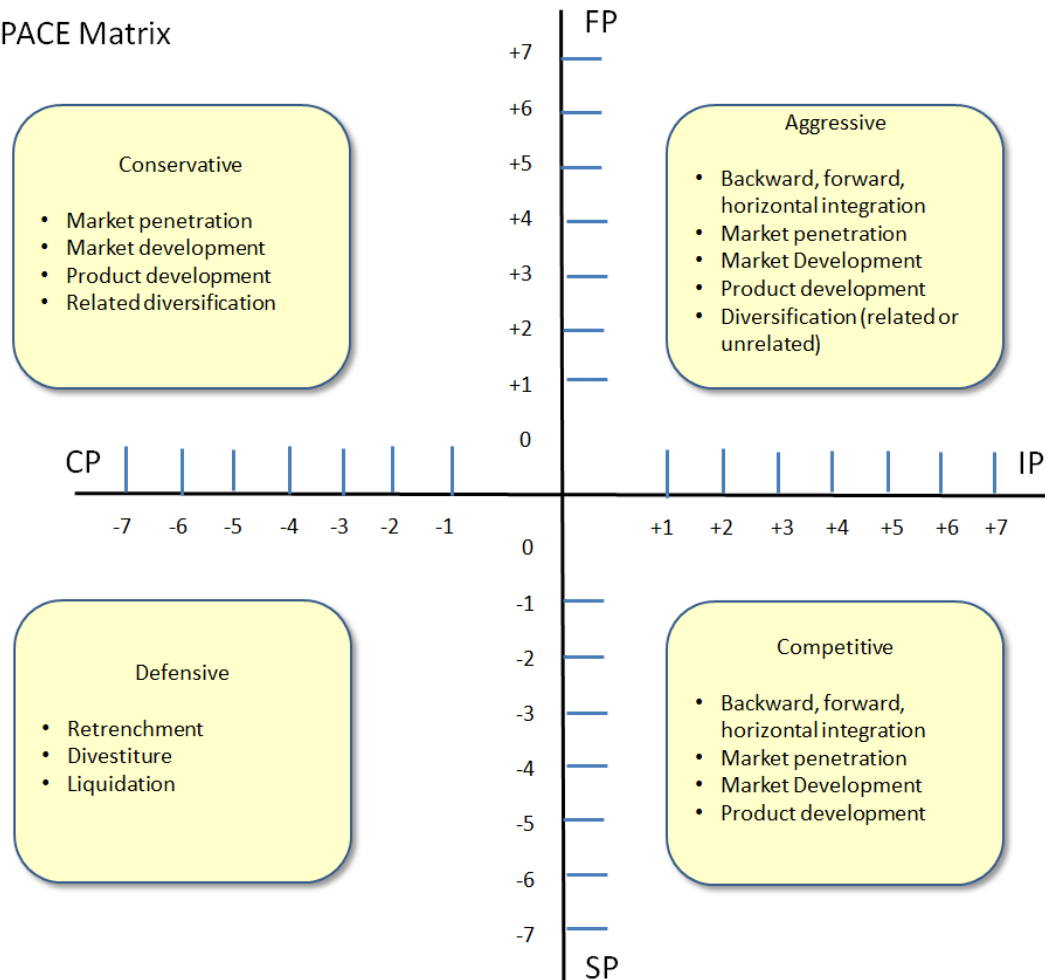 PACE Matrix
FP
+7
+6
+5
+4
+3
+2
+1
0
Conservative
• Market penetration
• Market development
• Product development
• Related diversification
Aggressive
• Backward, forward,
horizontal integration
• Market penetration
• Market Development
• Product development
• Diversification (related or
unrelated)
CP
IP
-7 -6 -5 -4 -3 -2 -1
+1 +2 +3 +4 +5 +6 +7
0
-1
-2
-3
-4
-5
-6
-7
Defensive
• Retrenchment
• Divestiture
• Liquidation
Competitive
• Backward, forward,
horizontal integration
• Market penetration
• Market Development
• Product development
SP